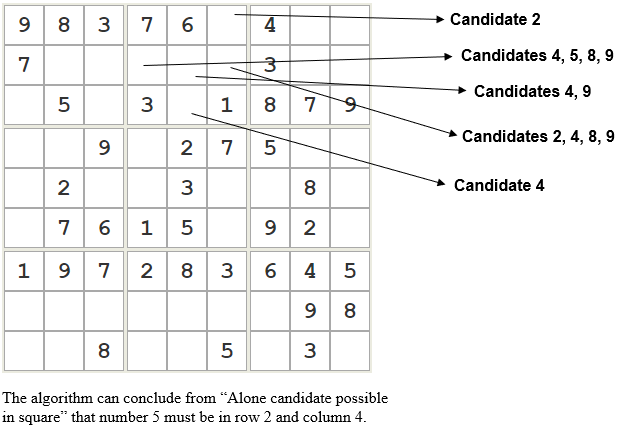 9 8 3 7 6 4 Candidate 2
7 3 Candidates 4, 5, 8, 9
Candidates 4, 9
5 3 1 8 7 9
9 2 7 5 Candidates 2, 4, 8, 9
2 3 8 Candidate 4
7 6 1 5 9 2
1 9 7 2 8 3 6 4 5
9 8
8 5 3
The algorithm can conclude from “Alone candidate possible
in square” that number 5 must be in row 2 and column 4.